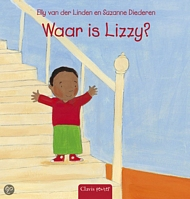 Elly van der Linden en Suzanne Diederen
Waar is Lizzy?
Clavis